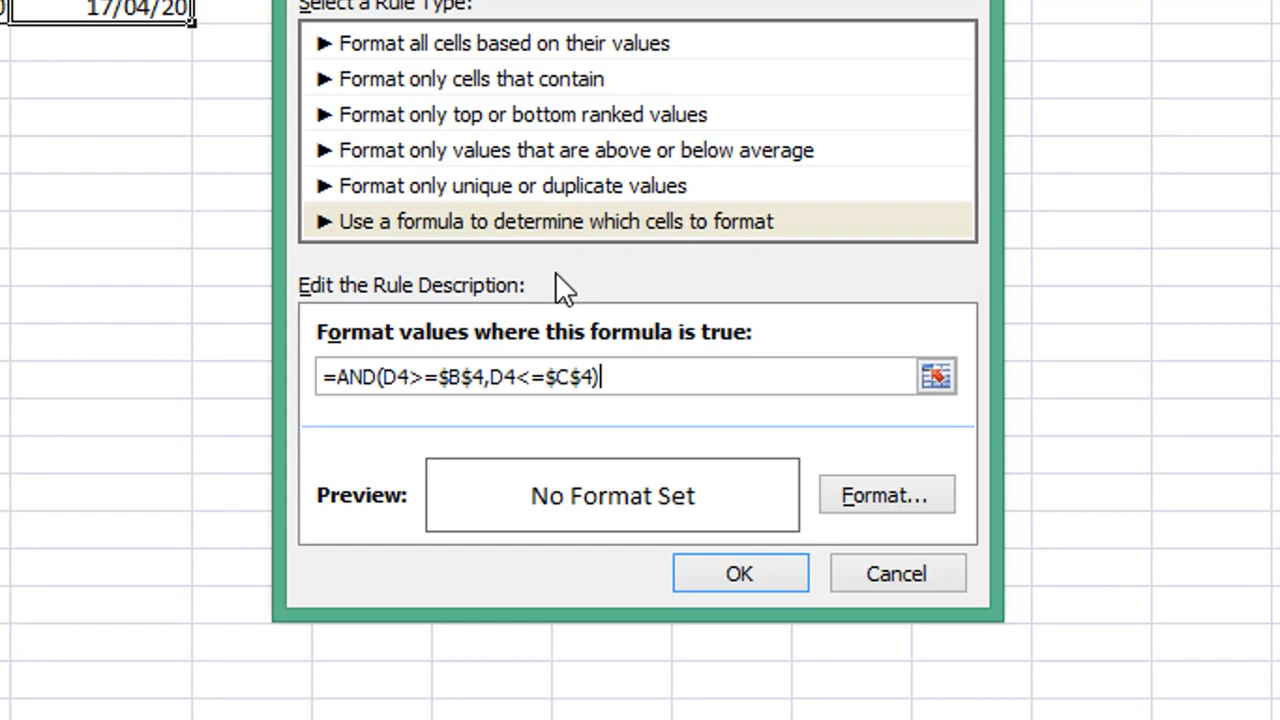 17/04/20
Select a Rule Type:
► Format all cells based on their values
► Format only cells that contain
► Format only top or bottom ranked values
► Format only values that are above or below average
► Format only unique or duplicate values
► Use a formula to determine which cells to format
Edit the Rule Description:
Format values where this formula is true:
=AND(D4>=$B$4,D4<=$C$4)
Preview:
No Format Set
Format...
OK
Cancel